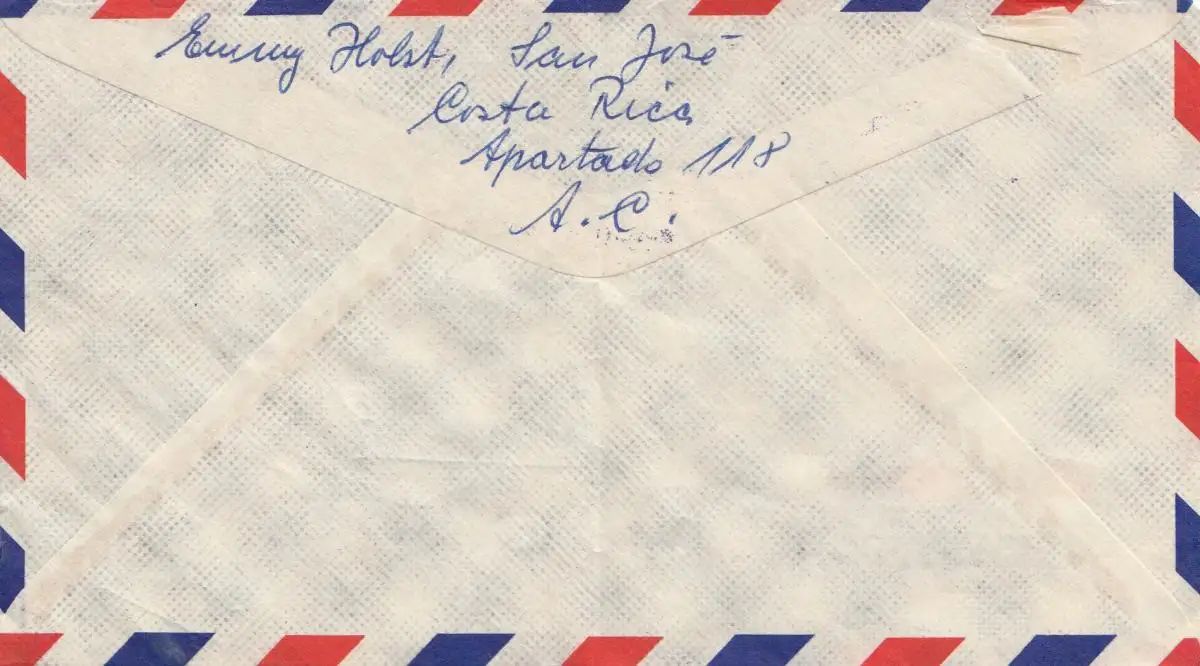 Emmy Holst, San José
Costa Rica
Apartado 118
A.C.